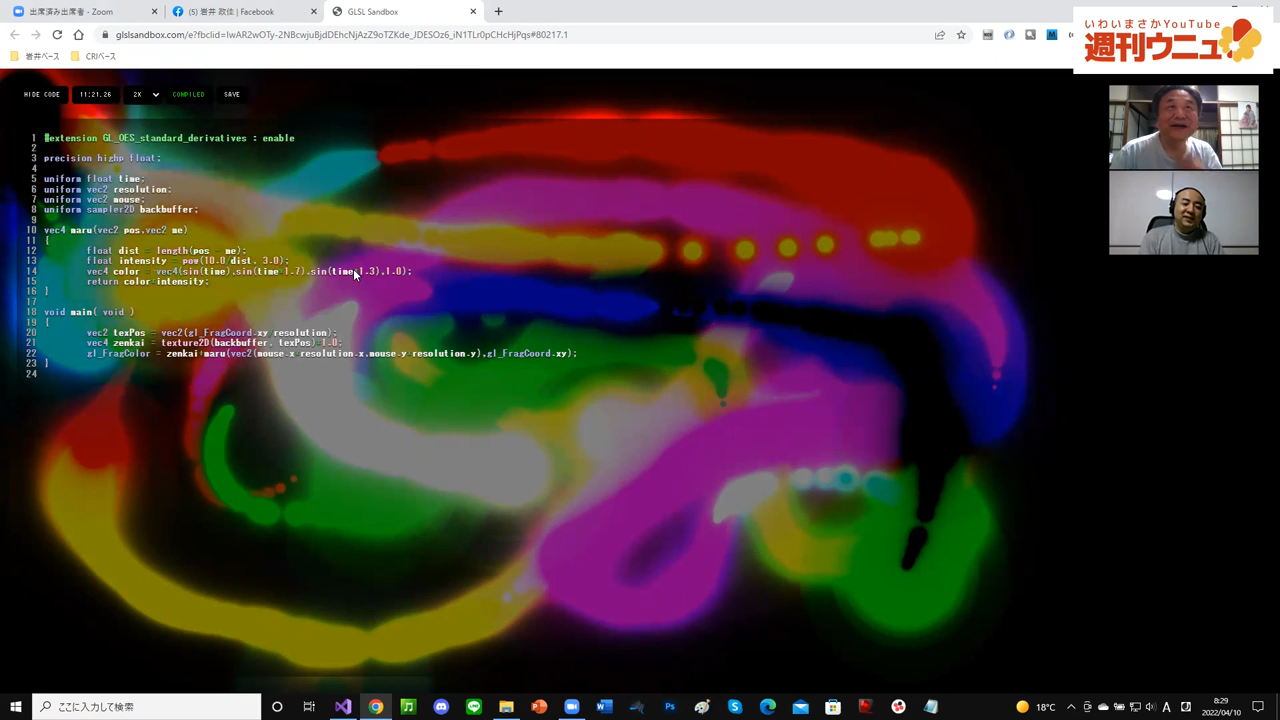 出席済み出席者 - Zoom
(5) 岩井 政佳 | Facebook
GLSL Sandbox
glslsandbox.com/e?fbclid=IwAR2wOTy-2NBcwjuBjdDEhcNjAzZ9oTZKde_JDESOz6_iN1TLr0pCHcHjPqs#80217.1
岩井ベース
CRIベース
いわいまさかYouTube
週刊ウニュ
HIDE CODE
11:21.26
2X
COMPILED
SAVE
1 #extension GL_OES_standard_derivatives : enable
2
3 precision highp float;
4
5 uniform float time;
6 uniform vec2 resolution;
7 uniform vec2 mouse;
8 uniform sampler2D backbuffer;
9
10 vec4 maru(vec2 pos,vec2 me)
11 {
12 float dist = length(pos - me);
13 float intensity = pow(10.0/dist, 3.0);
14 vec4 color = vec4(sin(time),sin(time*1.7),sin(time*1.3),1.0);
15 return color*intensity;
16 }
17
18 void main( void )
19 {
20 vec2 texPos = vec2(gl_FragCoord.xy/resolution);
21 vec4 zenkai = texture2D(backbuffer, texPos)*1.0;
22 gl_FragColor = zenkai+maru(vec2(mouse.x*resolution.x,mouse.y*resolution.y),gl_FragCoord.xy);
23 }
24
ここに入力して検索
18°C
A
8:29
2022/04/10